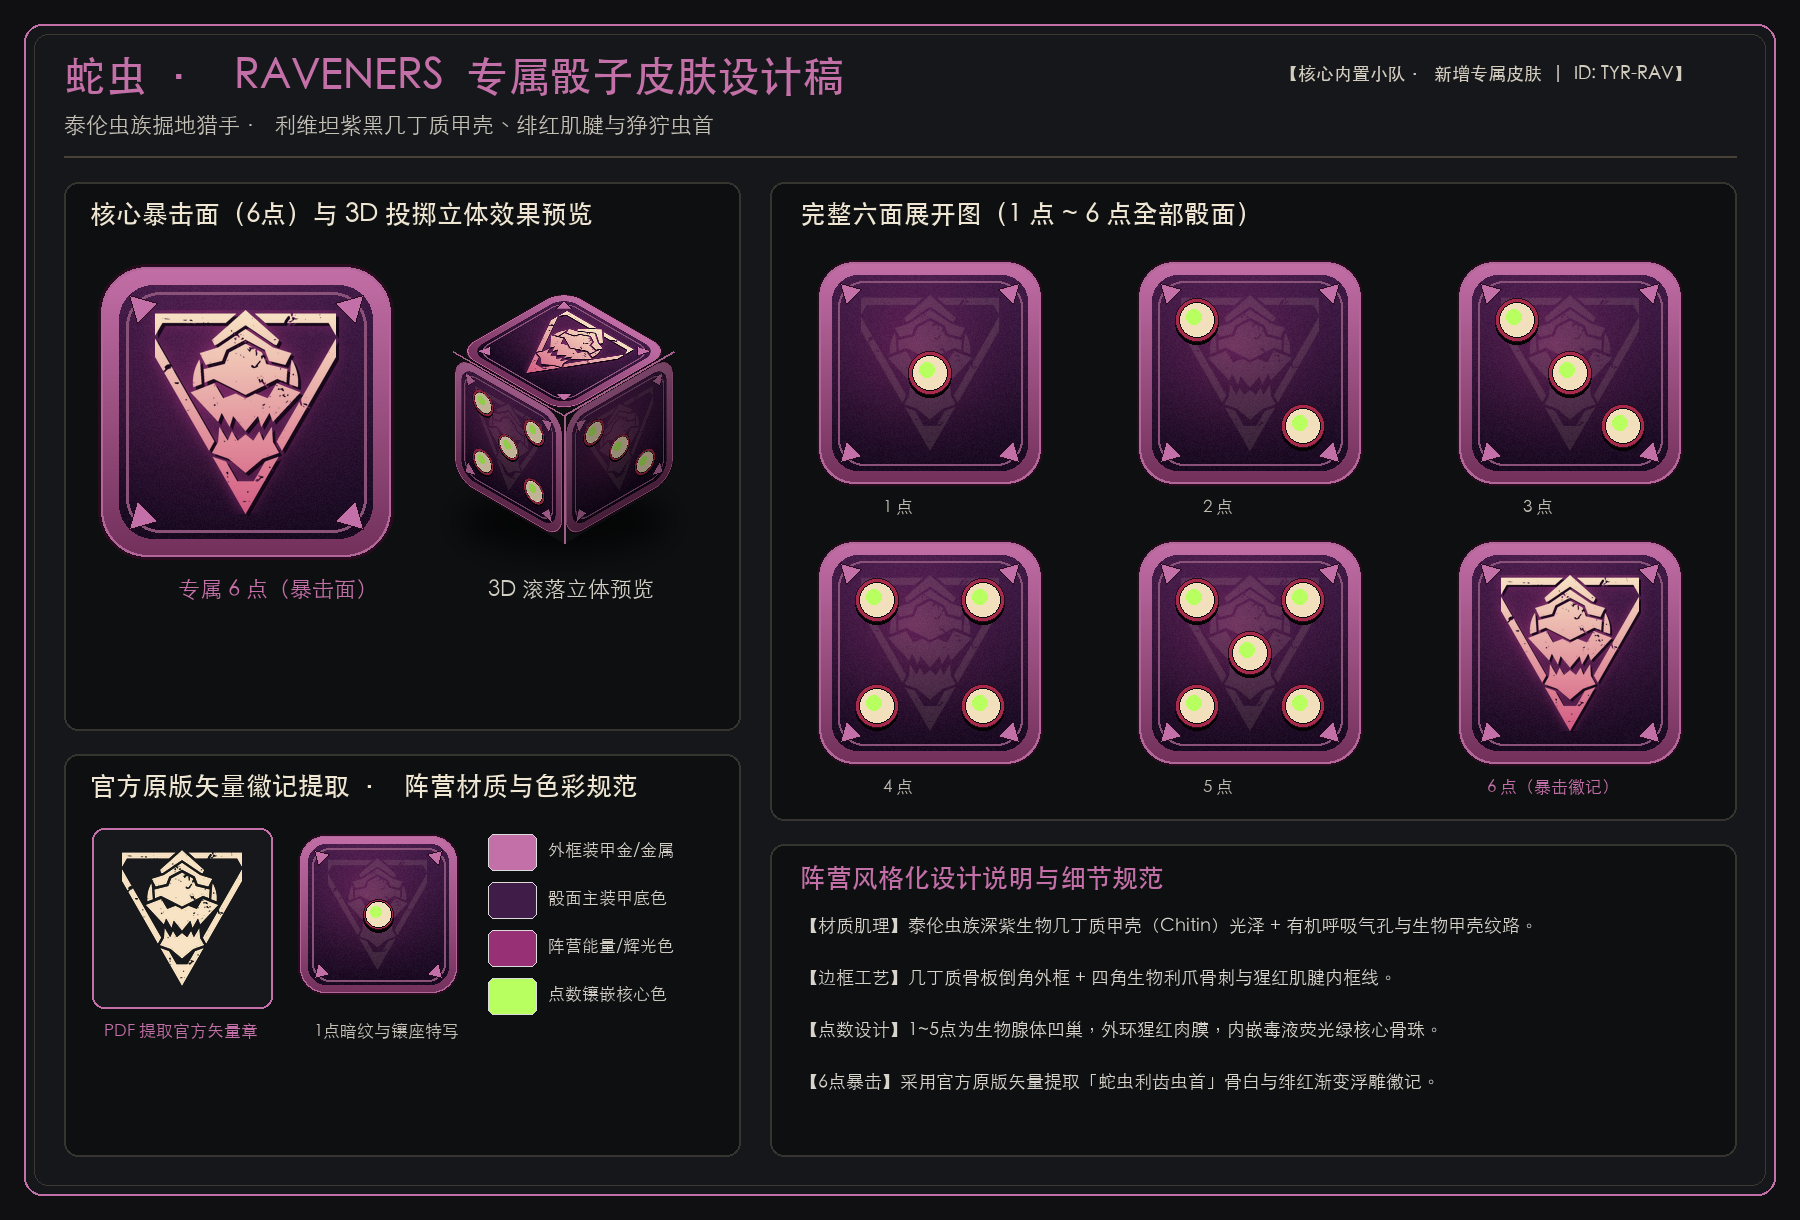 蛇虫 · RAVENERS 专属骰子皮肤设计稿
【核心内置小队 · 新增专属皮肤 | ID: TYR-RAV】
泰伦虫族掘地猎手 · 利维坦紫黑几丁质甲壳、绯红肌腱与狰狞虫首
核心暴击面（6点）与 3D 投掷立体效果预览
专属 6 点（暴击面）
3D 滚落立体预览
完整六面展开图（1 点 ~ 6 点全部骰面）
1 点
2 点
3 点
4 点
5 点
6 点（暴击徽记）
官方原版矢量徽记提取 · 阵营材质与色彩规范
外框装甲金/金属
骰面主装甲底色
阵营能量/辉光色
点数镶嵌核心色
PDF 提取官方矢量章
1点暗纹与镶座特写
阵营风格化设计说明与细节规范
【材质肌理】泰伦虫族深紫生物几丁质甲壳（Chitin）光泽 + 有机呼吸气孔与生物甲壳纹路。
【边框工艺】几丁质骨板倒角外框 + 四角生物利爪骨刺与猩红肌腱内框线。
【点数设计】1~5点为生物腺体凹巢，外环猩红肉膜，内嵌毒液荧光绿核心骨珠。
【6点暴击】采用官方原版矢量提取「蛇虫利齿虫首」骨白与绯红渐变浮雕徽记。